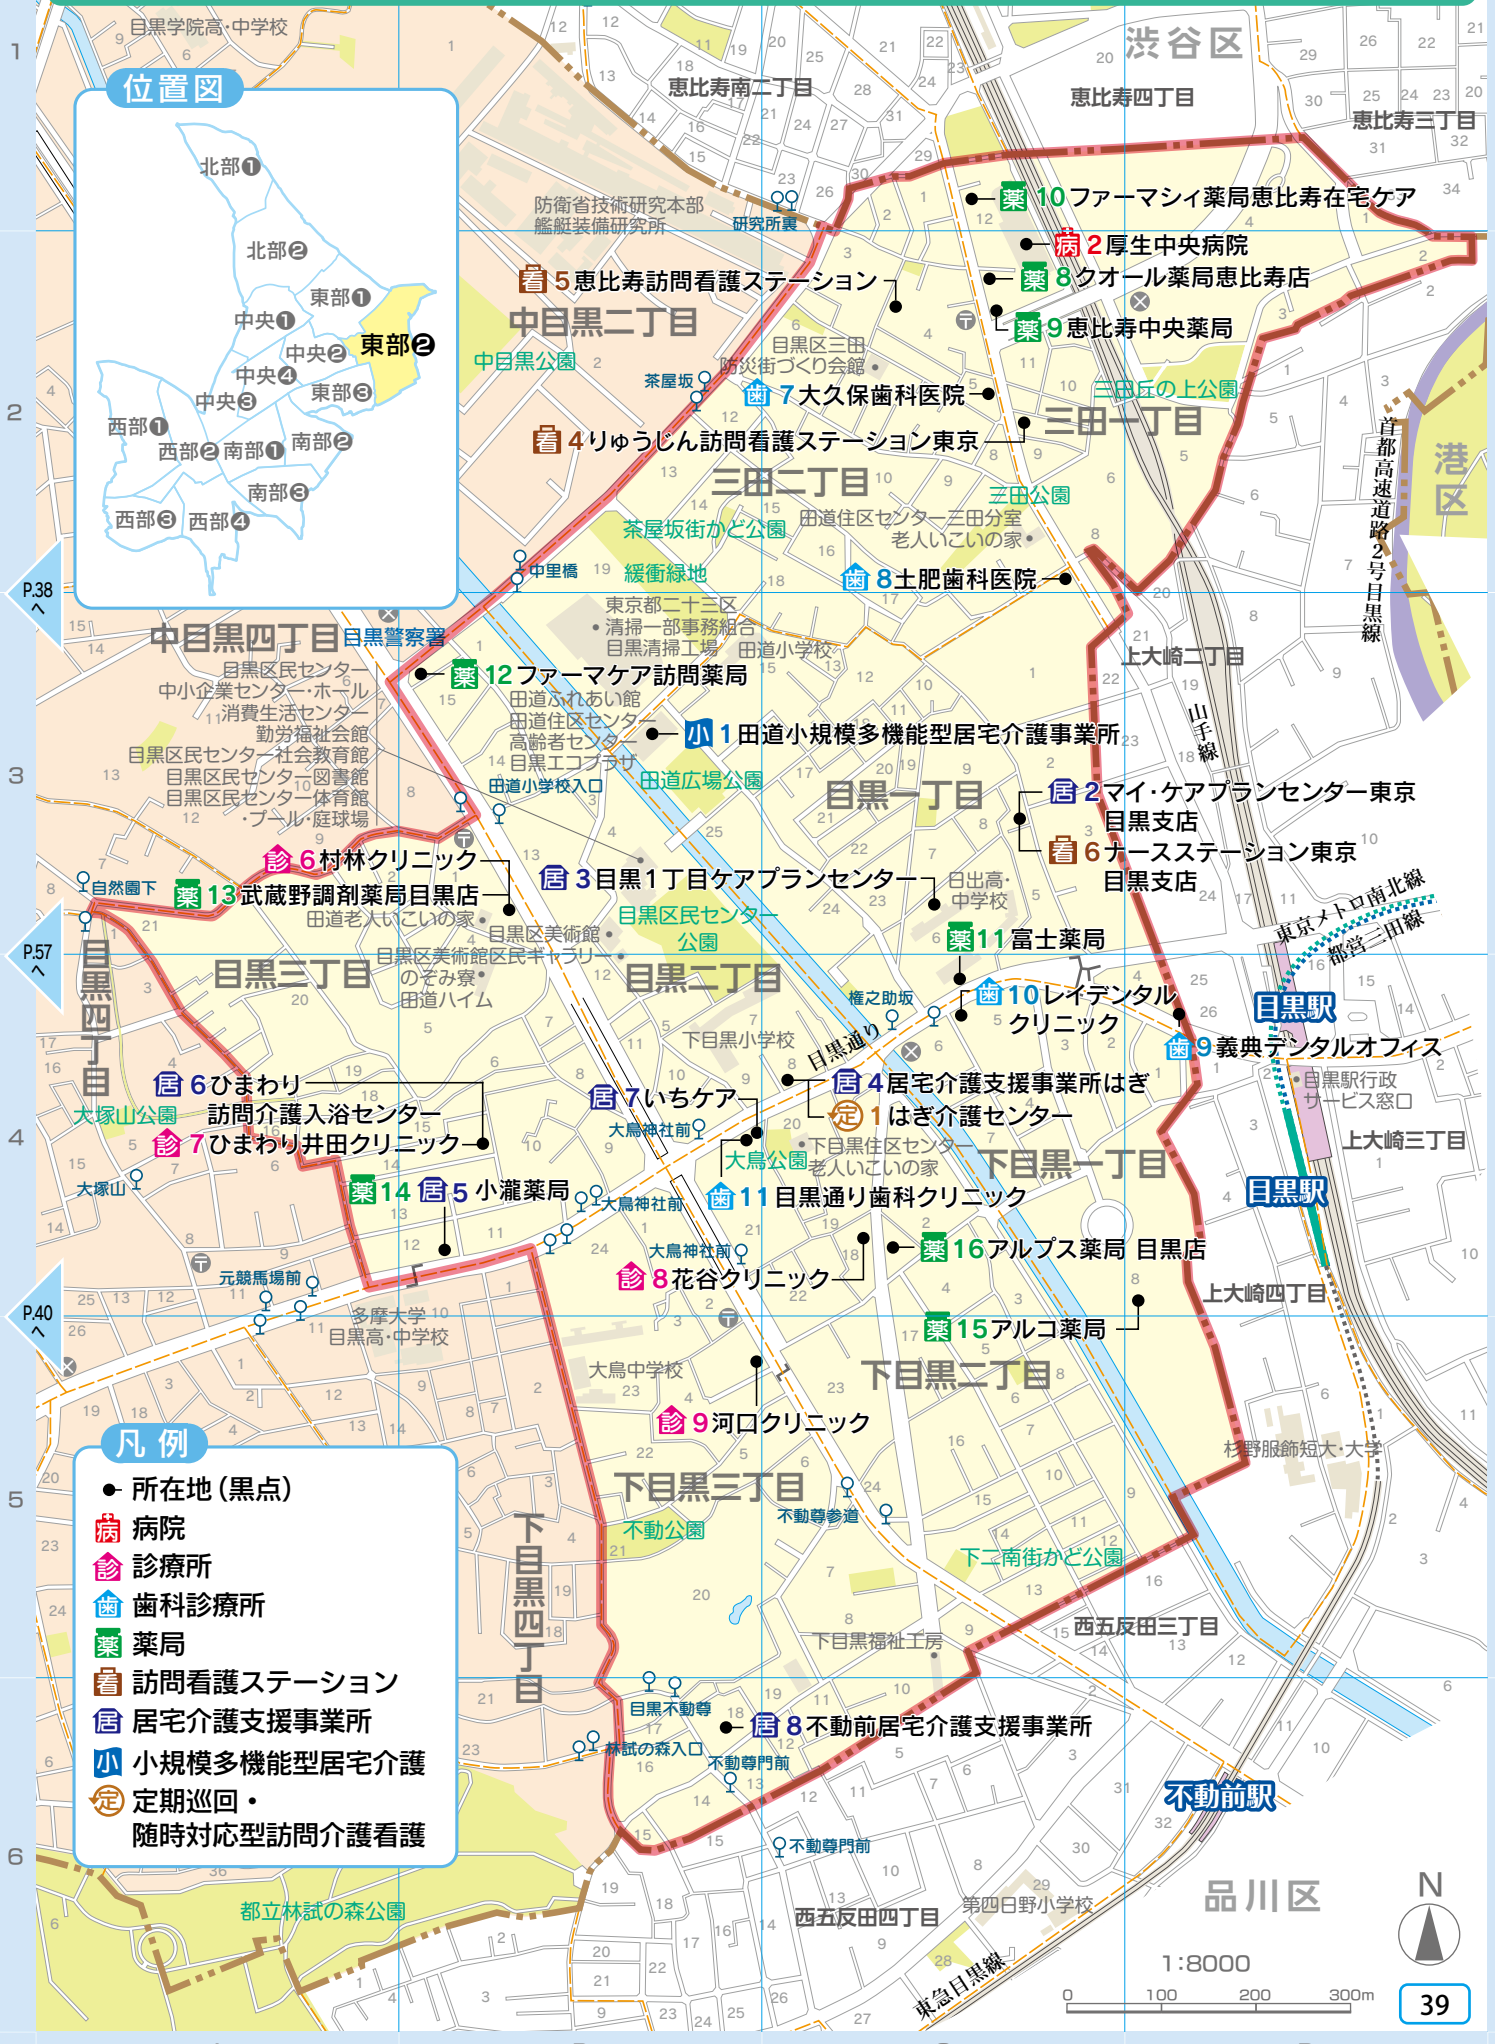 目黒学院高・中学校
渋谷区
恵比寿南二丁目
恵比寿四丁目
恵比寿三丁目
位置図
北部❶
北部❷
東部❶
中央❶
中央❷
東部❷
中央❹
東部❸
中央❸
西部❶
西部❷
南部❶
南部❷
南部❸
西部❸
西部❹
防衛省技術研究本部
艦艇装備研究所
研究所裏
薬 10 ファーマシィ薬局恵比寿在宅ケア
病 2 厚生中央病院
看 5 恵比寿訪問看護ステーション
薬 8 クオール薬局恵比寿店
薬 9 恵比寿中央薬局
中目黒二丁目
中目黒公園
目黒区三田
防災街づくり会館
茶屋坂
歯 7 大久保歯科医院
三田丘の上公園
三田一丁目
看 4 りゅうじん訪問看護ステーション東京
三田二丁目
三田公園
首都高速道路2号目黒線
港区
茶屋坂街かど公園
田道住区センター三田分室
老人いこいの家
中里橋
緩衝緑地
歯 8 土肥歯科医院
P.38へ
東京都二十三区
清掃一部事務組合
目黒清掃工場
田道小学校
中目黒四丁目
目黒警察署
上大崎二丁目
目黒区民センター
中小企業センター・ホール
消費生活センター
勤労福祉会館
目黒区民センター社会教育館
目黒区民センター図書館
目黒区民センター体育館
・プール・庭球場
薬 12 ファーマケア訪問薬局
田道ふれあい館
田道住区センター
高齢者センター
目黒エコプラザ
小 1 田道小規模多機能型居宅介護事業所
山手線
田道小学校入口
田道広場公園
目黒一丁目
居 2 マイ・ケアプランセンター東京
目黒支店
看 6 ナースステーション東京
目黒支店
診 6 村林クリニック
薬 13 武蔵野調剤薬局目黒店
自然園下
田道老人いこいの家
居 3 目黒1丁目ケアプランセンター
日出高・
中学校
目黒区民センター
公園
東京メトロ南北線
都営三田線
薬 11 富士薬局
P.57へ
目黒区美術館
目黒区美術館区民ギャラリー
のぞみ寮
田道ハイム
目黒三丁目
目黒二丁目
目黒四丁目
権之助坂
歯 10 レイデンタル
クリニック
目黒駅
下目黒小学校
目黒通り
歯 9 義典デンタルオフィス
目黒駅行政
サービス窓口
居 6 ひまわり
訪問介護入浴センター
診 7 ひまわり井田クリニック
大塚山公園
大塚山
居 7 いちケア
居 4 居宅介護支援事業所はぎ
定 1 はぎ介護センター
大鳥神社前
大鳥公園
下目黒住区センター
老人いこいの家
下目黒一丁目
上大崎三丁目
目黒駅
薬 14 居 5 小瀧薬局
大鳥神社前
歯 11 目黒通り歯科クリニック
大鳥神社前
薬 16 アルプス薬局 目黒店
診 8 花谷クリニック
元競馬場前
上大崎四丁目
P.40へ
多摩大学
目黒高・中学校
薬 15 アルコ薬局
大鳥中学校
下目黒二丁目
診 9 河口クリニック
杉野服飾短大・大学
凡例
所在地(黒点)
病 病院
診 診療所
歯 歯科診療所
薬 薬局
看 訪問看護ステーション
居 居宅介護支援事業所
小 小規模多機能型居宅介護
定 定期巡回・
随時対応型訪問介護看護
下目黒三丁目
不動尊参道
不動公園
下二南街かど公園
下目黒四丁目
下目黒福祉工房
西五反田三丁目
目黒不動尊
林試の森入口
居 8 不動前居宅介護支援事業所
不動尊門前
不動前駅
不動尊門前
都立林試の森公園
西五反田四丁目
第四日野小学校
品川区
東急目黒線
N
1:8000
0 100 200 300m
39
1
2
3
4
5
6